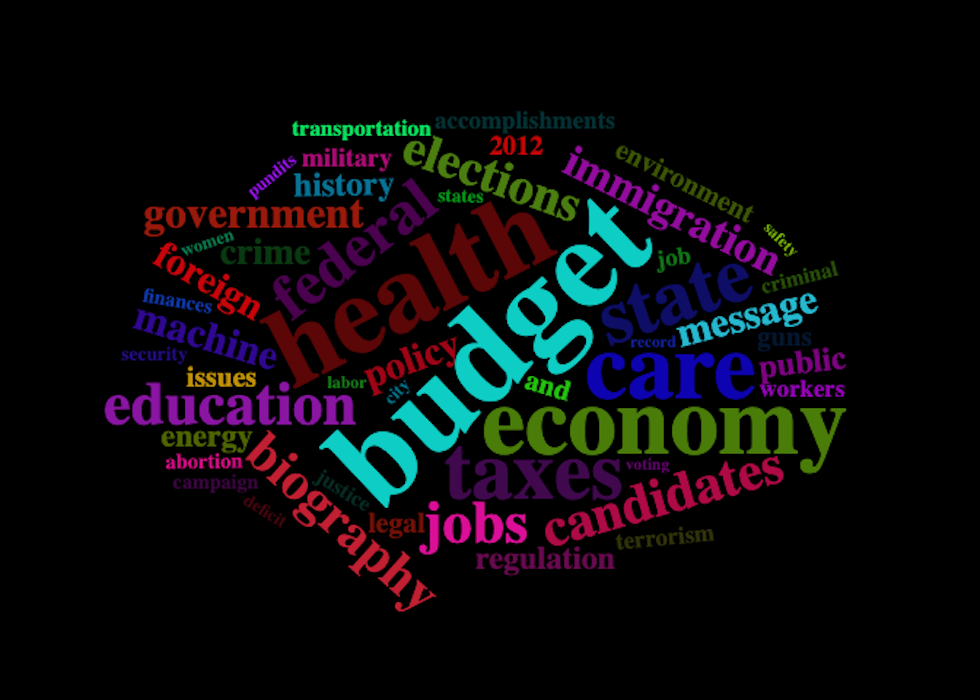 accomplishments
transportation
2012
elections
military
pundits
history
environment
immigration
states
government
federal
health
budget
women
crime
safety
foreign
job
state
criminal
finances
machine
message
record
guns
security
policy
care
public
issues
labor
city
and
workers
education
economy
energy
abortion
taxes
voting
campaign
biography
justice
candidates
deficit
legal
jobs
terrorism
regulation